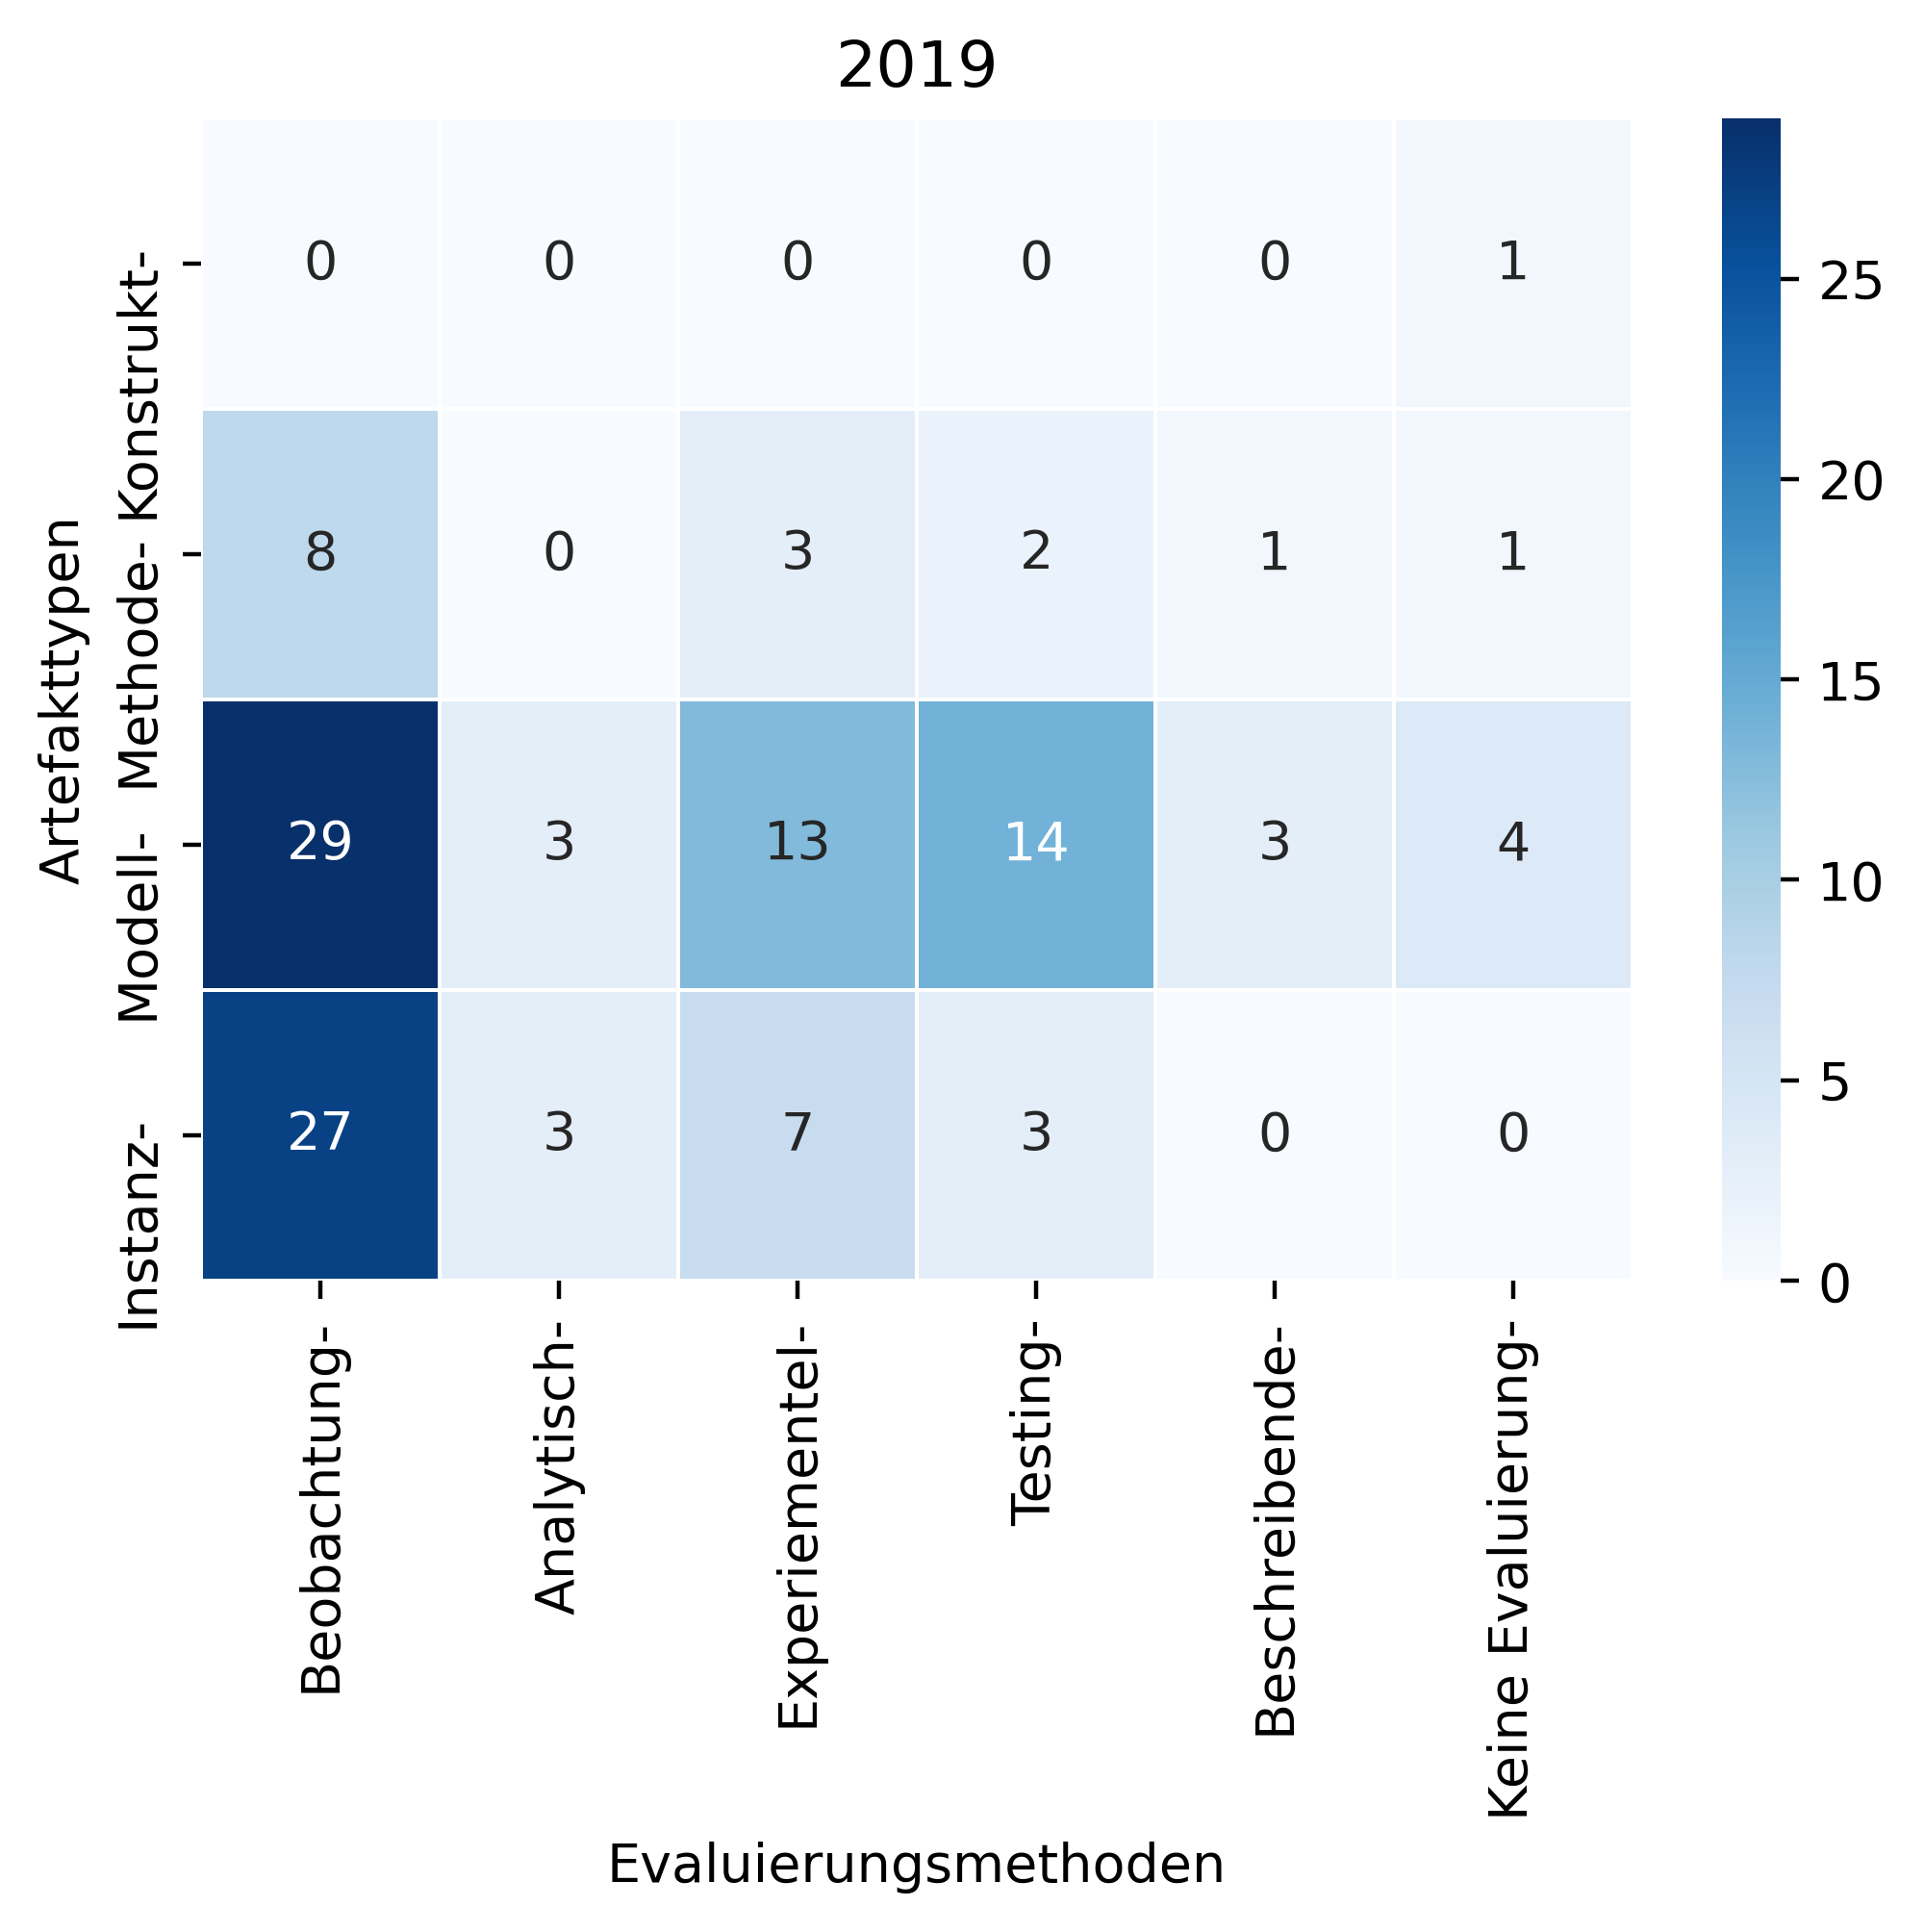 2019
Artefakttypen
Konstrukt-
0 0 0 0 0 1
Methode-
8 0 3 2 1 1
Modell-
29 3 13 14 3 4
Instanz-
27 3 7 3 0 0
Beobachtung-
Analytisch-
Experiementel-
Testing-
Beschreibende-
Keine Evaluierung-
Evaluierungsmethoden
25
20
15
10
5
0